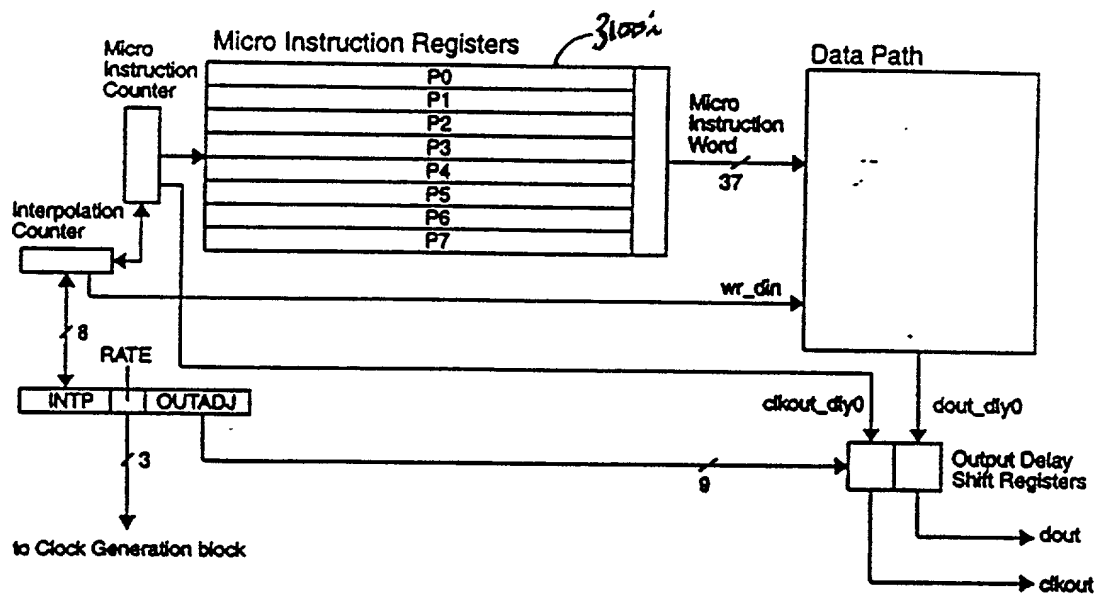 Micro Instruction Registers
Micro
Instruction
Counter
P0
P1
P2
P3
P4
P5
P6
P7
Data Path
Micro
Instruction
Word
37
Interpolation
Counter
wr_din
8
RATE
INTP
OUTADJ
clkout_dly0
dout_dly0
3
9
Output Delay
Shift Registers
to Clock Generation block
dout
clkout